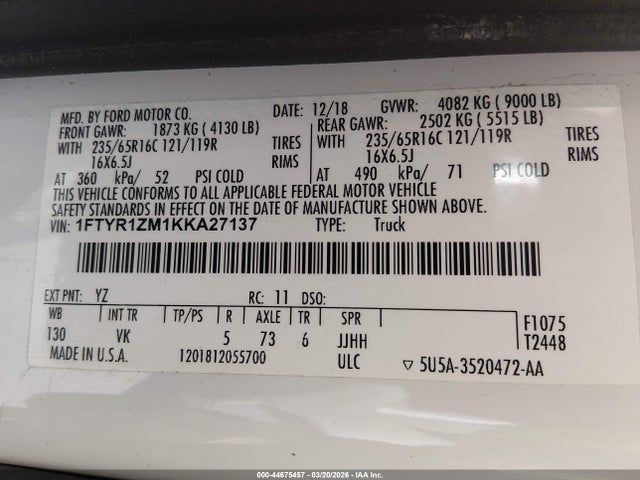 MFD. BY FORD MOTOR CO. DATE: 12/18 GVWR: 4082 KG ( 9000 LB)
FRONT GAWR: 1873 KG ( 4130 LB) REAR GAWR: 2502 KG ( 5515 LB)
WITH 235/65R16C 121/119R TIRES WITH 235/65R16C 121/119R TIRES
16X6.5J RIMS 16X6.5J RIMS
AT 360 kPa/ 52 PSI COLD AT 490 kPa/ 71 PSI COLD
THIS VEHICLE CONFORMS TO ALL APPLICABLE FEDERAL MOTOR VEHICLE
SAFETY STANDARDS IN EFFECT ON THE DATE OF MANUFACTURE SHOWN ABOVE.
VIN: 1FTYR1ZM1KKA27137 TYPE: Truck
EXT PNT: YZ RC: 11 DSO:
WB INT TR TP/PS R AXLE TR SPR F1075
130 VK 5 73 6 JJHH T2448
MADE IN U.S.A. 1201812055700 ULC ▽ 5U5A-3520472-AA
000-44675457 - 03/20/2026 - IAA Inc.